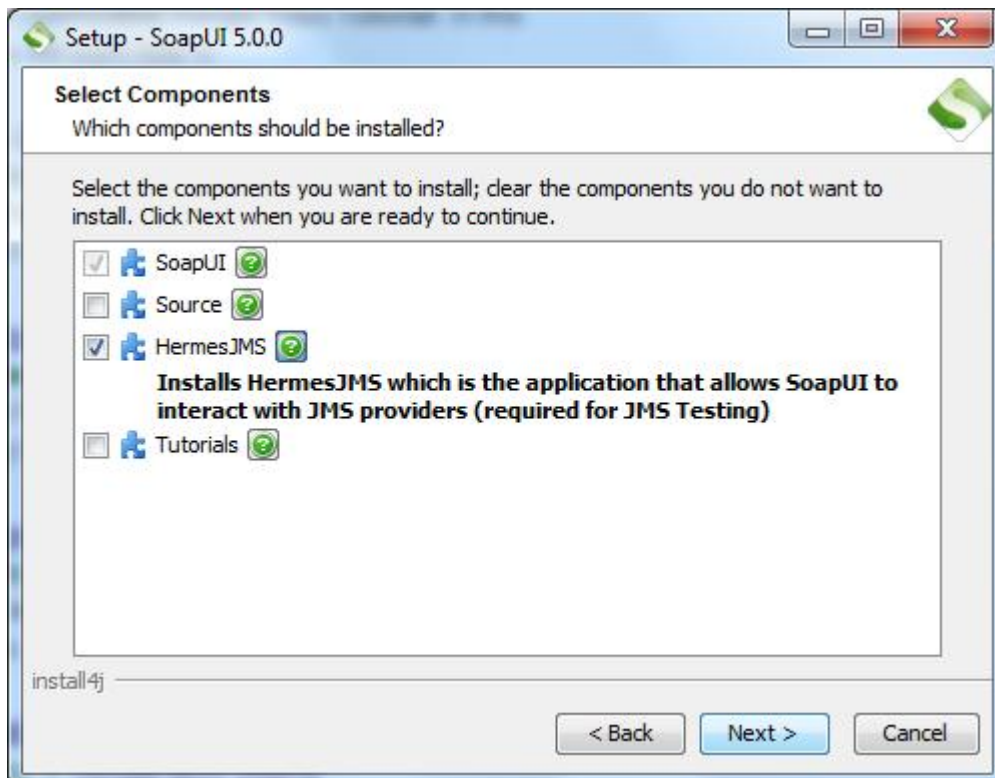 Setup - SoapUI 5.0.0
Select Components
Which components should be installed?
Select the components you want to install; clear the components you do not want to
install. Click Next when you are ready to continue.
SoapUI
Source
HermesJMS
Installs HermesJMS which is the application that allows SoapUI to
interact with JMS providers (required for JMS Testing)
Tutorials
install4j
< Back Next > Cancel